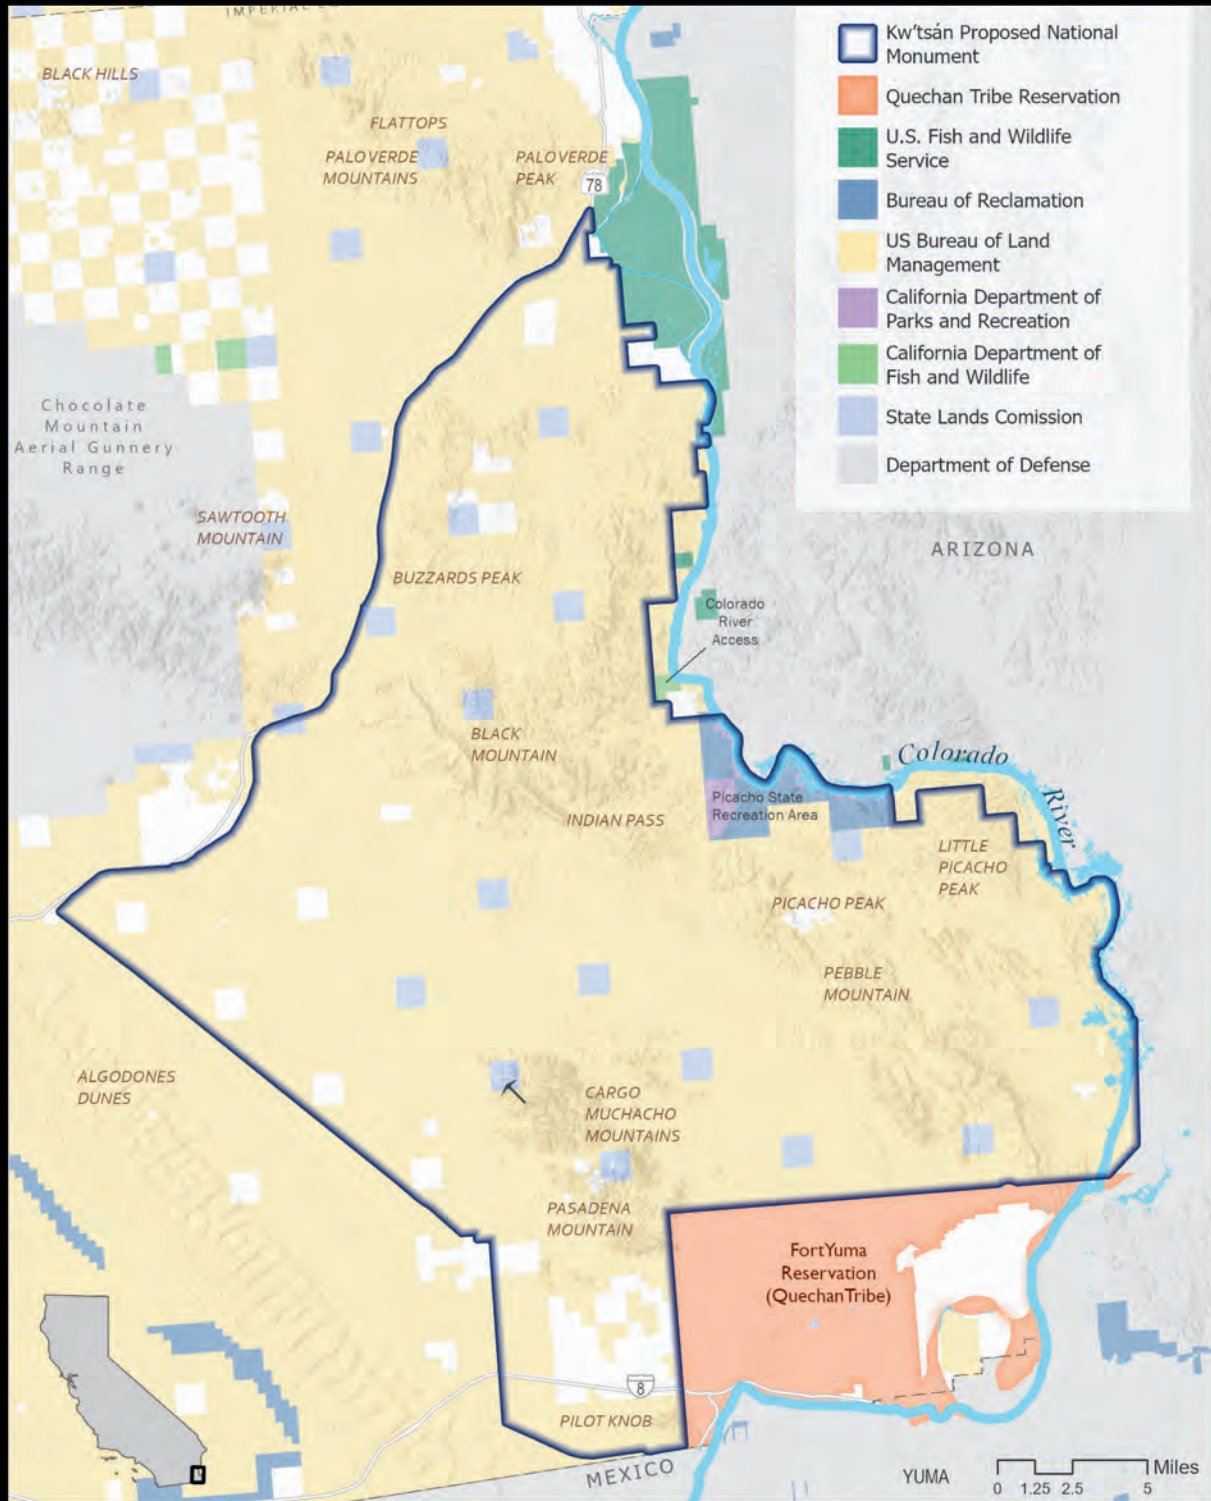 IMPERIAL
BLACK HILLS
FLATTOPS
PALO VERDE
MOUNTAINS
PALO VERDE
PEAK
78
Kw'tsán Proposed National
Monument
Quechan Tribe Reservation
U.S. Fish and Wildlife
Service
Bureau of Reclamation
US Bureau of Land
Management
California Department of
Parks and Recreation
California Department of
Fish and Wildlife
State Lands Comission
Department of Defense
Chocolate
Mountain
Aerial Gunnery
Range
SAWTOOTH
MOUNTAIN
BUZZARDS PEAK
ARIZONA
Colorado
River
Access
BLACK
MOUNTAIN
INDIAN PASS
Colorado
River
Picacho State
Recreation Area
LITTLE
PICACHO
PEAK
PICACHO PEAK
PEBBLE
MOUNTAIN
ALGODONES
DUNES
CARGO
MUCHACHO
MOUNTAINS
PASADENA
MOUNTAIN
Fort Yuma
Reservation
(Quechan Tribe)
8
PILOT KNOB
MEXICO
YUMA
Miles
0 1.25 2.5 5